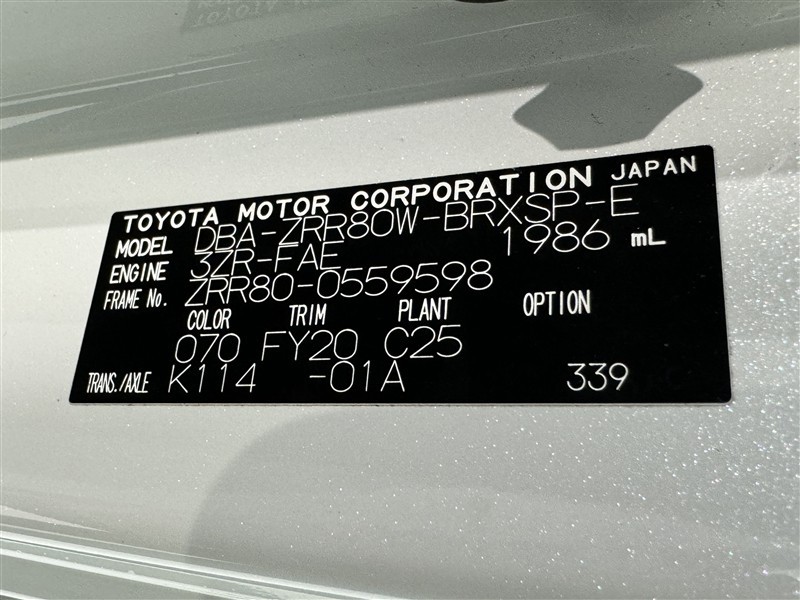 TOYOTA MOTOR CORPORATION JAPAN
MODEL DBA-ZRR80W-BRXSP-E
ENGINE 3ZR-FAE 1986 mL
FRAME No. ZRR80-0559598
COLOR TRIM PLANT OPTION
070 FY20 C25
TRANS./AXLE K114 -01A 339